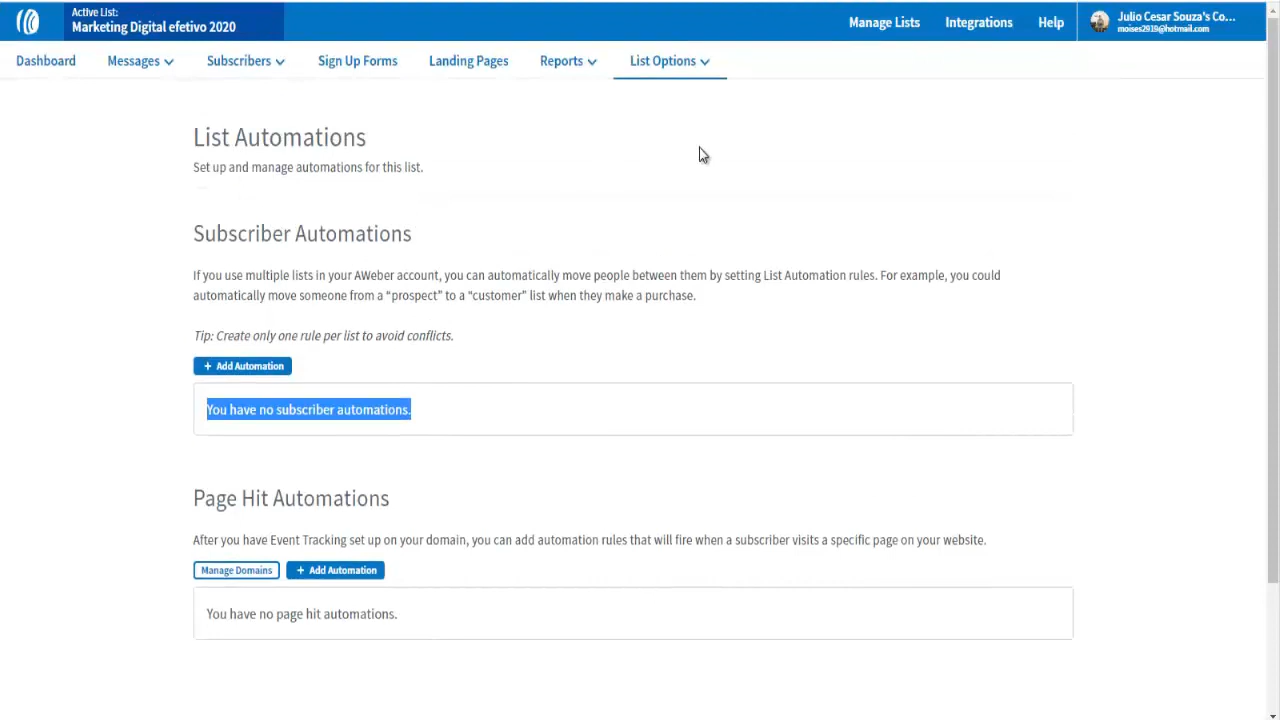 Active List:
Marketing Digital efetivo 2020
Manage Lists
Integrations
Help
Julio Cesar Souza's Co...
moises2919@hotmail.com
Dashboard
Messages
Subscribers
Sign Up Forms
Landing Pages
Reports
List Options
List Automations
Set up and manage automations for this list.
Subscriber Automations
If you use multiple lists in your AWeber account, you can automatically move people between them by setting List Automation rules. For example, you could
automatically move someone from a “prospect” to a “customer” list when they make a purchase.
Tip: Create only one rule per list to avoid conflicts.
+ Add Automation
You have no subscriber automations.
Page Hit Automations
After you have Event Tracking set up on your domain, you can add automation rules that will fire when a subscriber visits a specific page on your website.
Manage Domains
+ Add Automation
You have no page hit automations.